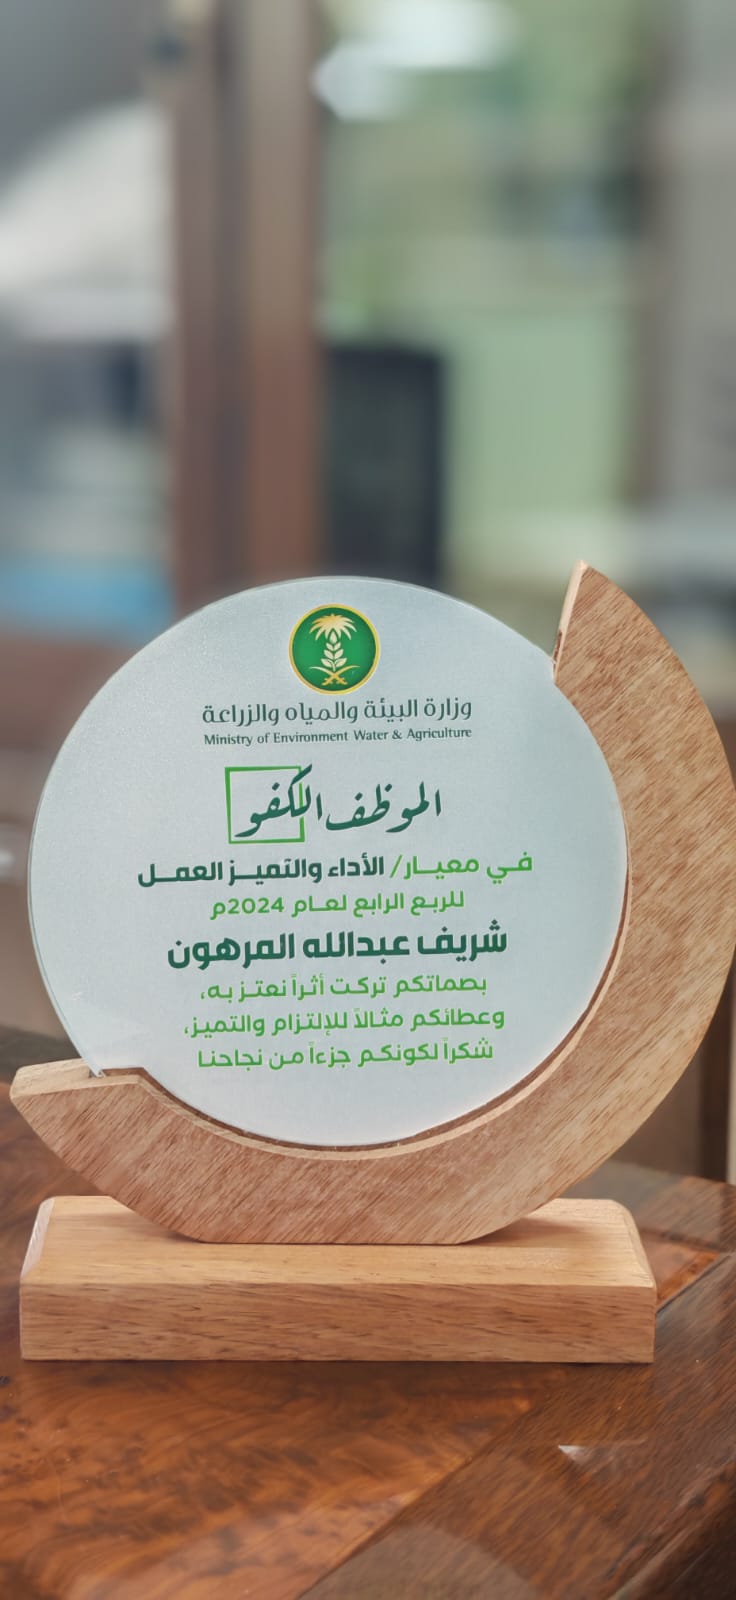 وزارة البيئة والمياه والزراعة
Ministry of Environment Water & Agriculture
الموظف الكفو
في معيار/ الأداء والتميز العمل
للربع الرابع لعام 2024م
شريف عبدالله المرهون
بصماتكم تركت أثراً نعتز به،
وعطائكم مثالاً للإلتزام والتميز،
شكراً لكونكم جزءاً من نجاحنا